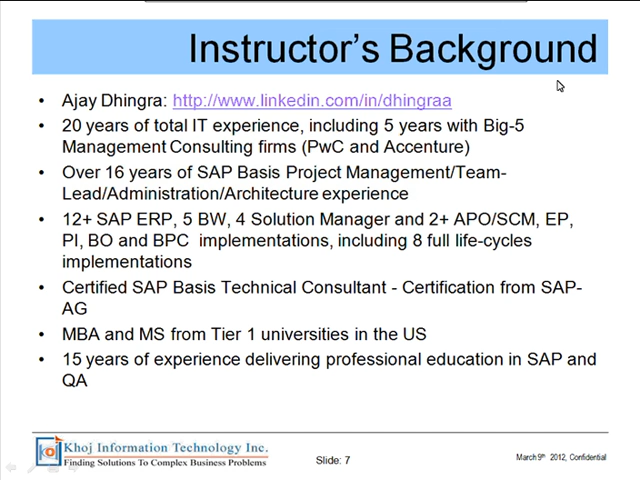 Instructor's Background
• Ajay Dhingra: http://www.linkedin.com/in/dhingraa
• 20 years of total IT experience, including 5 years with Big-5
Management Consulting firms (PwC and Accenture)
• Over 16 years of SAP Basis Project Management/Team-
Lead/Administration/Architecture experience
• 12+ SAP ERP, 5 BW, 4 Solution Manager and 2+ APO/SCM, EP,
PI, BO and BPC implementations, including 8 full life-cycles
implementations
• Certified SAP Basis Technical Consultant - Certification from SAP-
AG
• MBA and MS from Tier 1 universities in the US
• 15 years of experience delivering professional education in SAP and
QA
Khoj Information Technology Inc.
Finding Solutions To Complex Business Problems
Slide: 7
March 9th 2012, Confidential